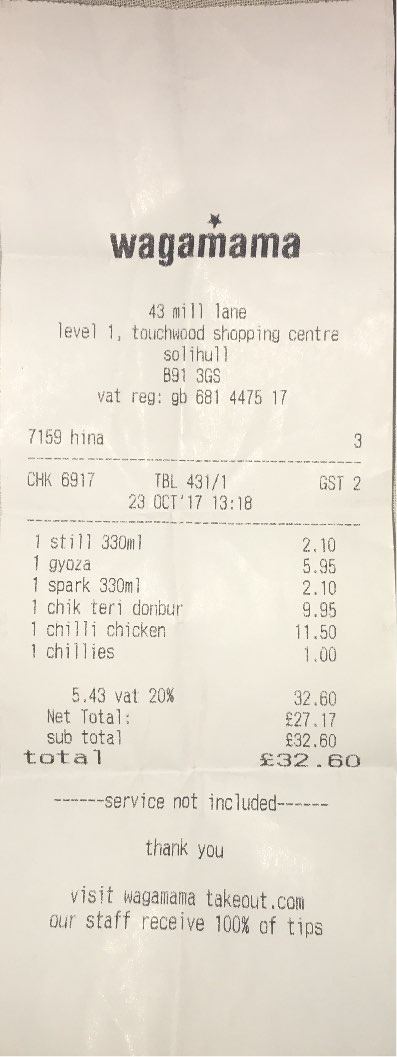 wagamama
43 mill lane
level 1, touchwood shopping centre
solihull
B91 3GS
vat reg: gb 681 4475 17
7159 hina 3
CHK 6917 TBL 431/1 GST 2
23 OCT'17 13:18
1 still 330ml 2.10
1 gyoza 5.95
1 spark 330ml 2.10
1 chik teri donbur 9.95
1 chilli chicken 11.50
1 chillies 1.00
5.43 vat 20% 32.60
Net Total: £27.17
sub total £32.60
total £32.60
------service not included------
thank you
visit wagamama takeout.com
our staff receive 100% of tips